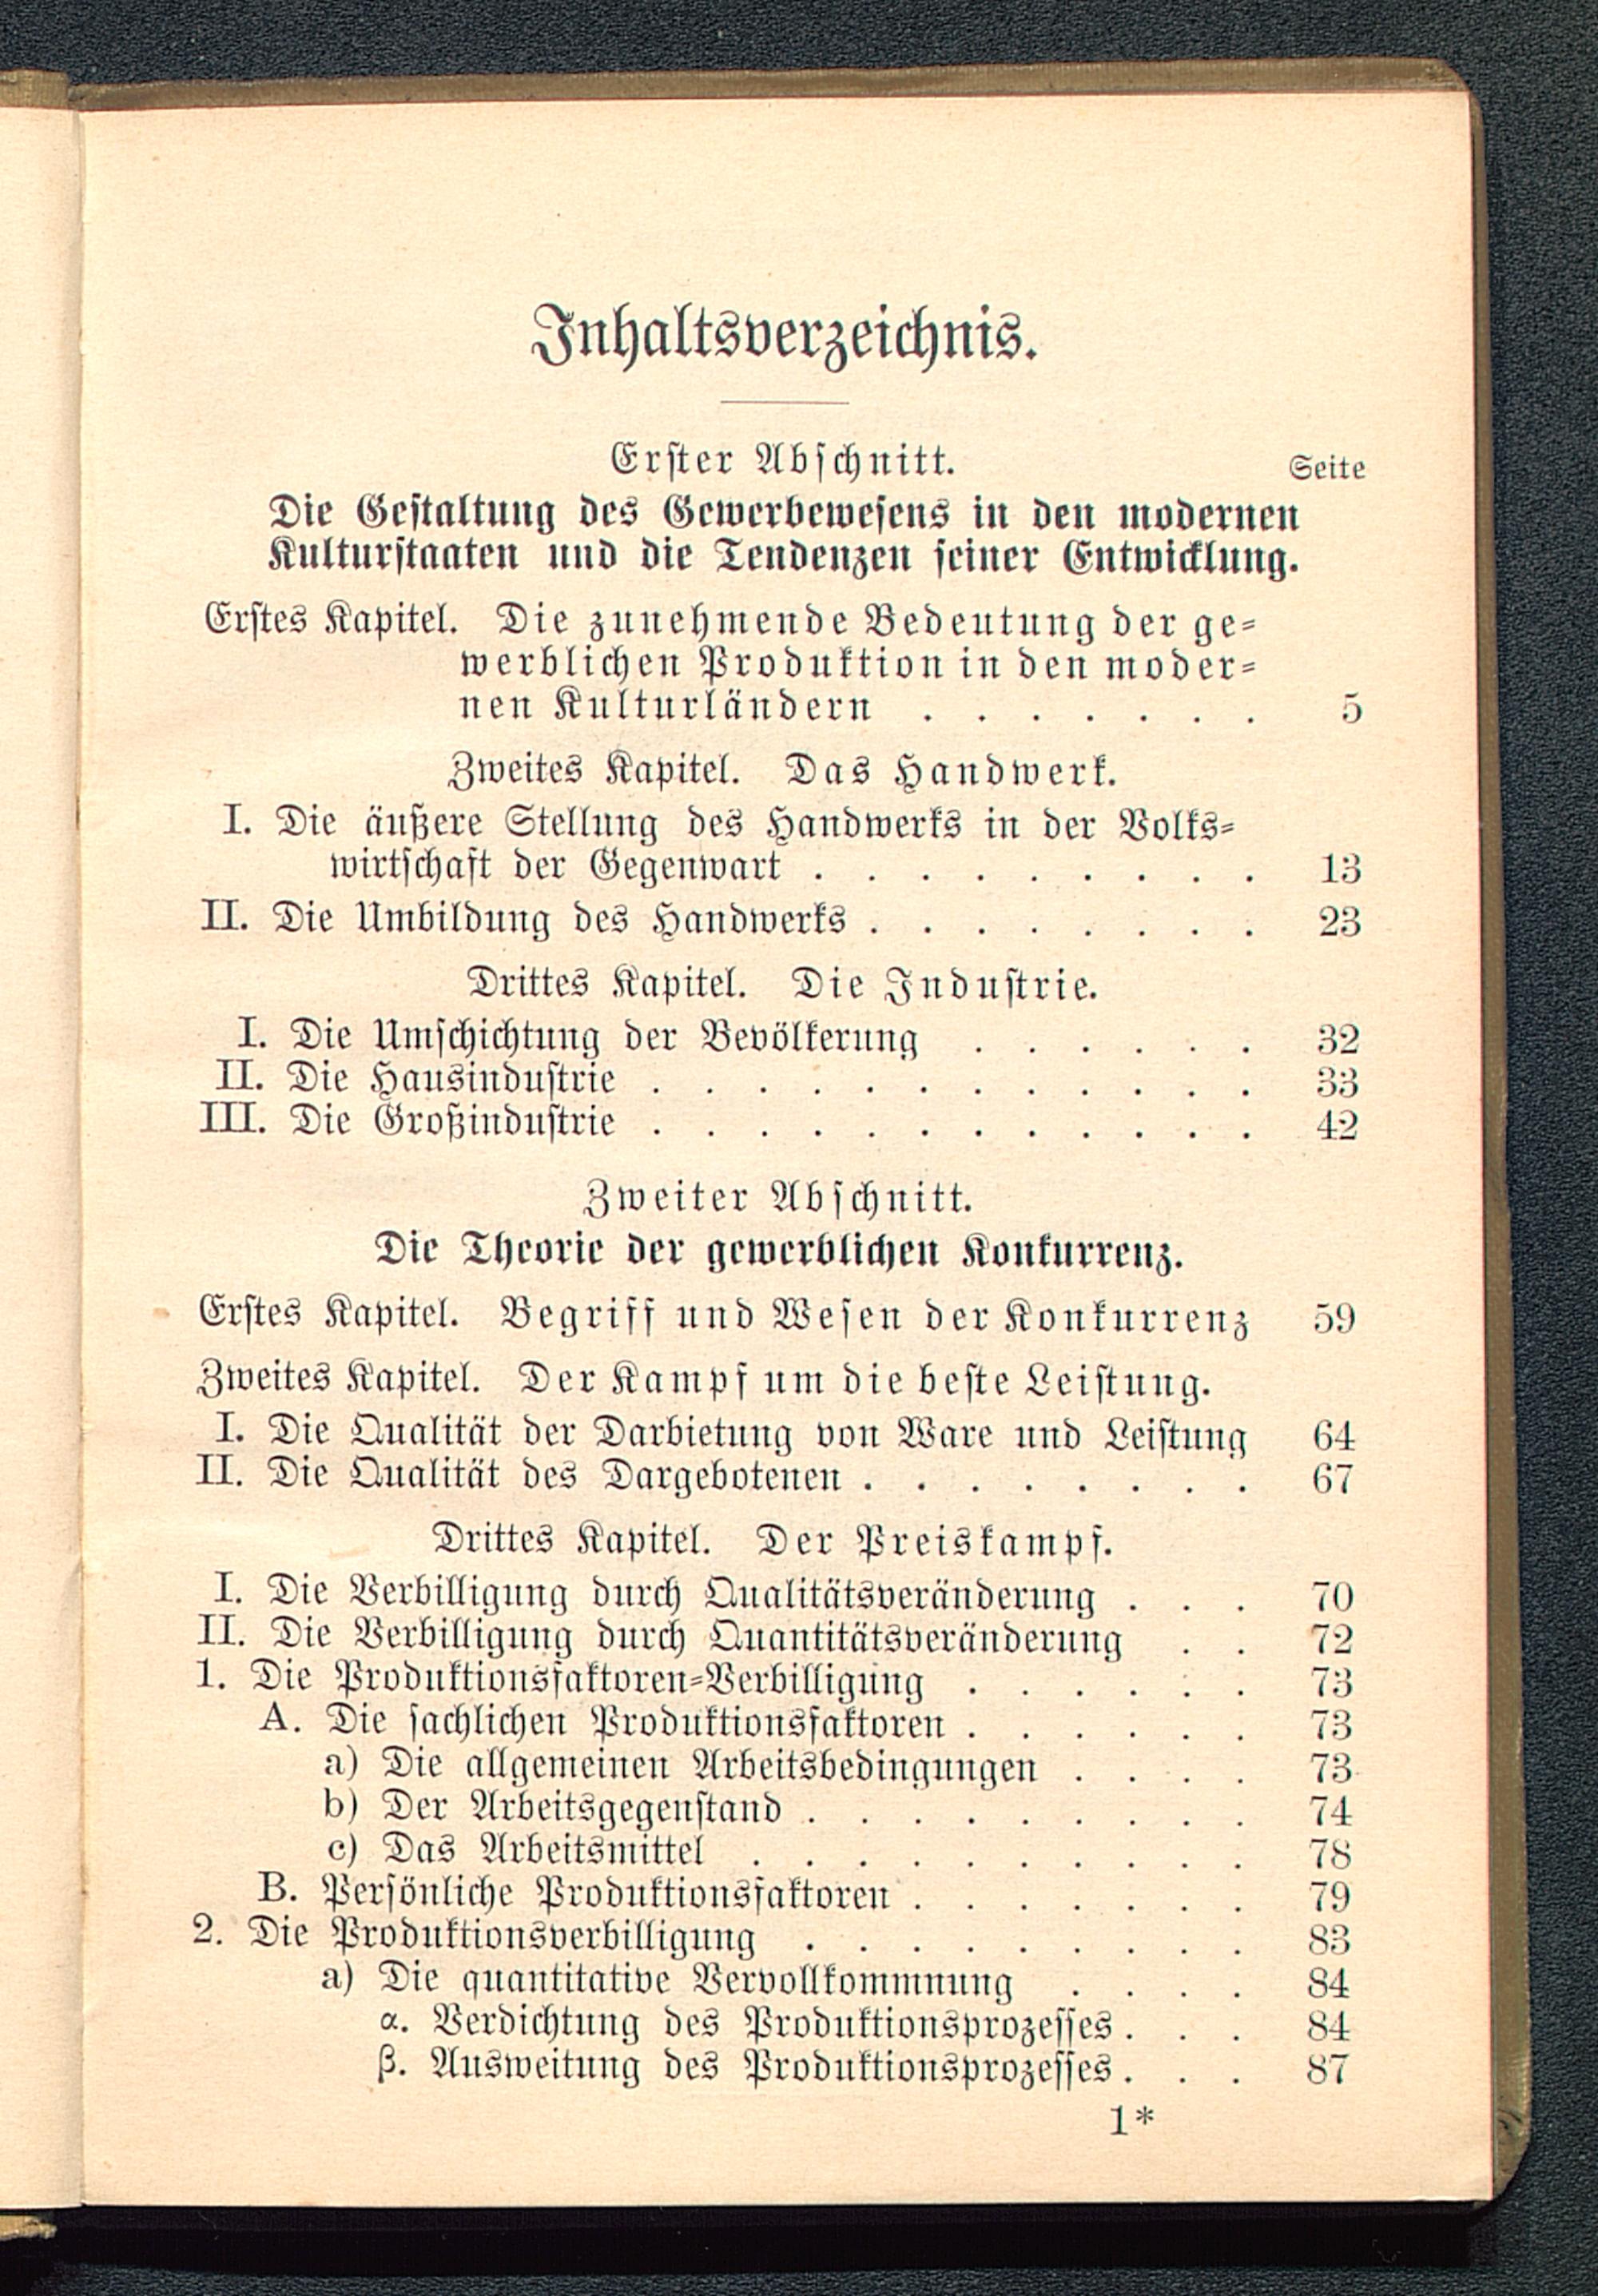 Inhaltsverzeichnis.
Erster Abschnitt.
Seite
Die Gestaltung des Gewerbewesens in den modernen
Kulturstaaten und die Tendenzen seiner Entwicklung.
Erstes Kapitel. Die zunehmende Bedeutung der ge-
werblichen Produktion in den moder-
nen Kulturländern . . . . . . . 5
Zweites Kapitel. Das Handwerk.
I. Die äußere Stellung des Handwerks in der Volks-
wirtschaft der Gegenwart . . . . . . . . . 13
II. Die Umbildung des Handwerks . . . . . . . . 23
Drittes Kapitel. Die Industrie.
I. Die Umschichtung der Bevölkerung . . . . . . 32
II. Die Hausindustrie . . . . . . . . . . . . 33
III. Die Großindustrie . . . . . . . . . . . . 42
Zweiter Abschnitt.
Die Theorie der gewerblichen Konkurrenz.
Erstes Kapitel. Begriff und Wesen der Konkurrenz 59
Zweites Kapitel. Der Kampf um die beste Leistung.
I. Die Qualität der Darbietung von Ware und Leistung 64
II. Die Qualität des Dargebotenen . . . . . . . . 67
Drittes Kapitel. Der Preiskampf.
I. Die Verbilligung durch Qualitätsveränderung . . . 70
II. Die Verbilligung durch Quantitätsveränderung . . 72
1. Die Produktionsfaktoren-Verbilligung . . . . . . 73
A. Die sachlichen Produktionsfaktoren . . . . . . 73
a) Die allgemeinen Arbeitsbedingungen . . . . 73
b) Der Arbeitsgegenstand . . . . . . . . . 74
c) Das Arbeitsmittel . . . . . . . . . . 78
B. Persönliche Produktionsfaktoren . . . . . . . 79
2. Die Produktionsverbilligung . . . . . . . . . 83
a) Die quantitative Vervollkommnung . . . . 84
α. Verdichtung des Produktionsprozesses . . . 84
β. Ausweitung des Produktionsprozesses . . . 87
1*